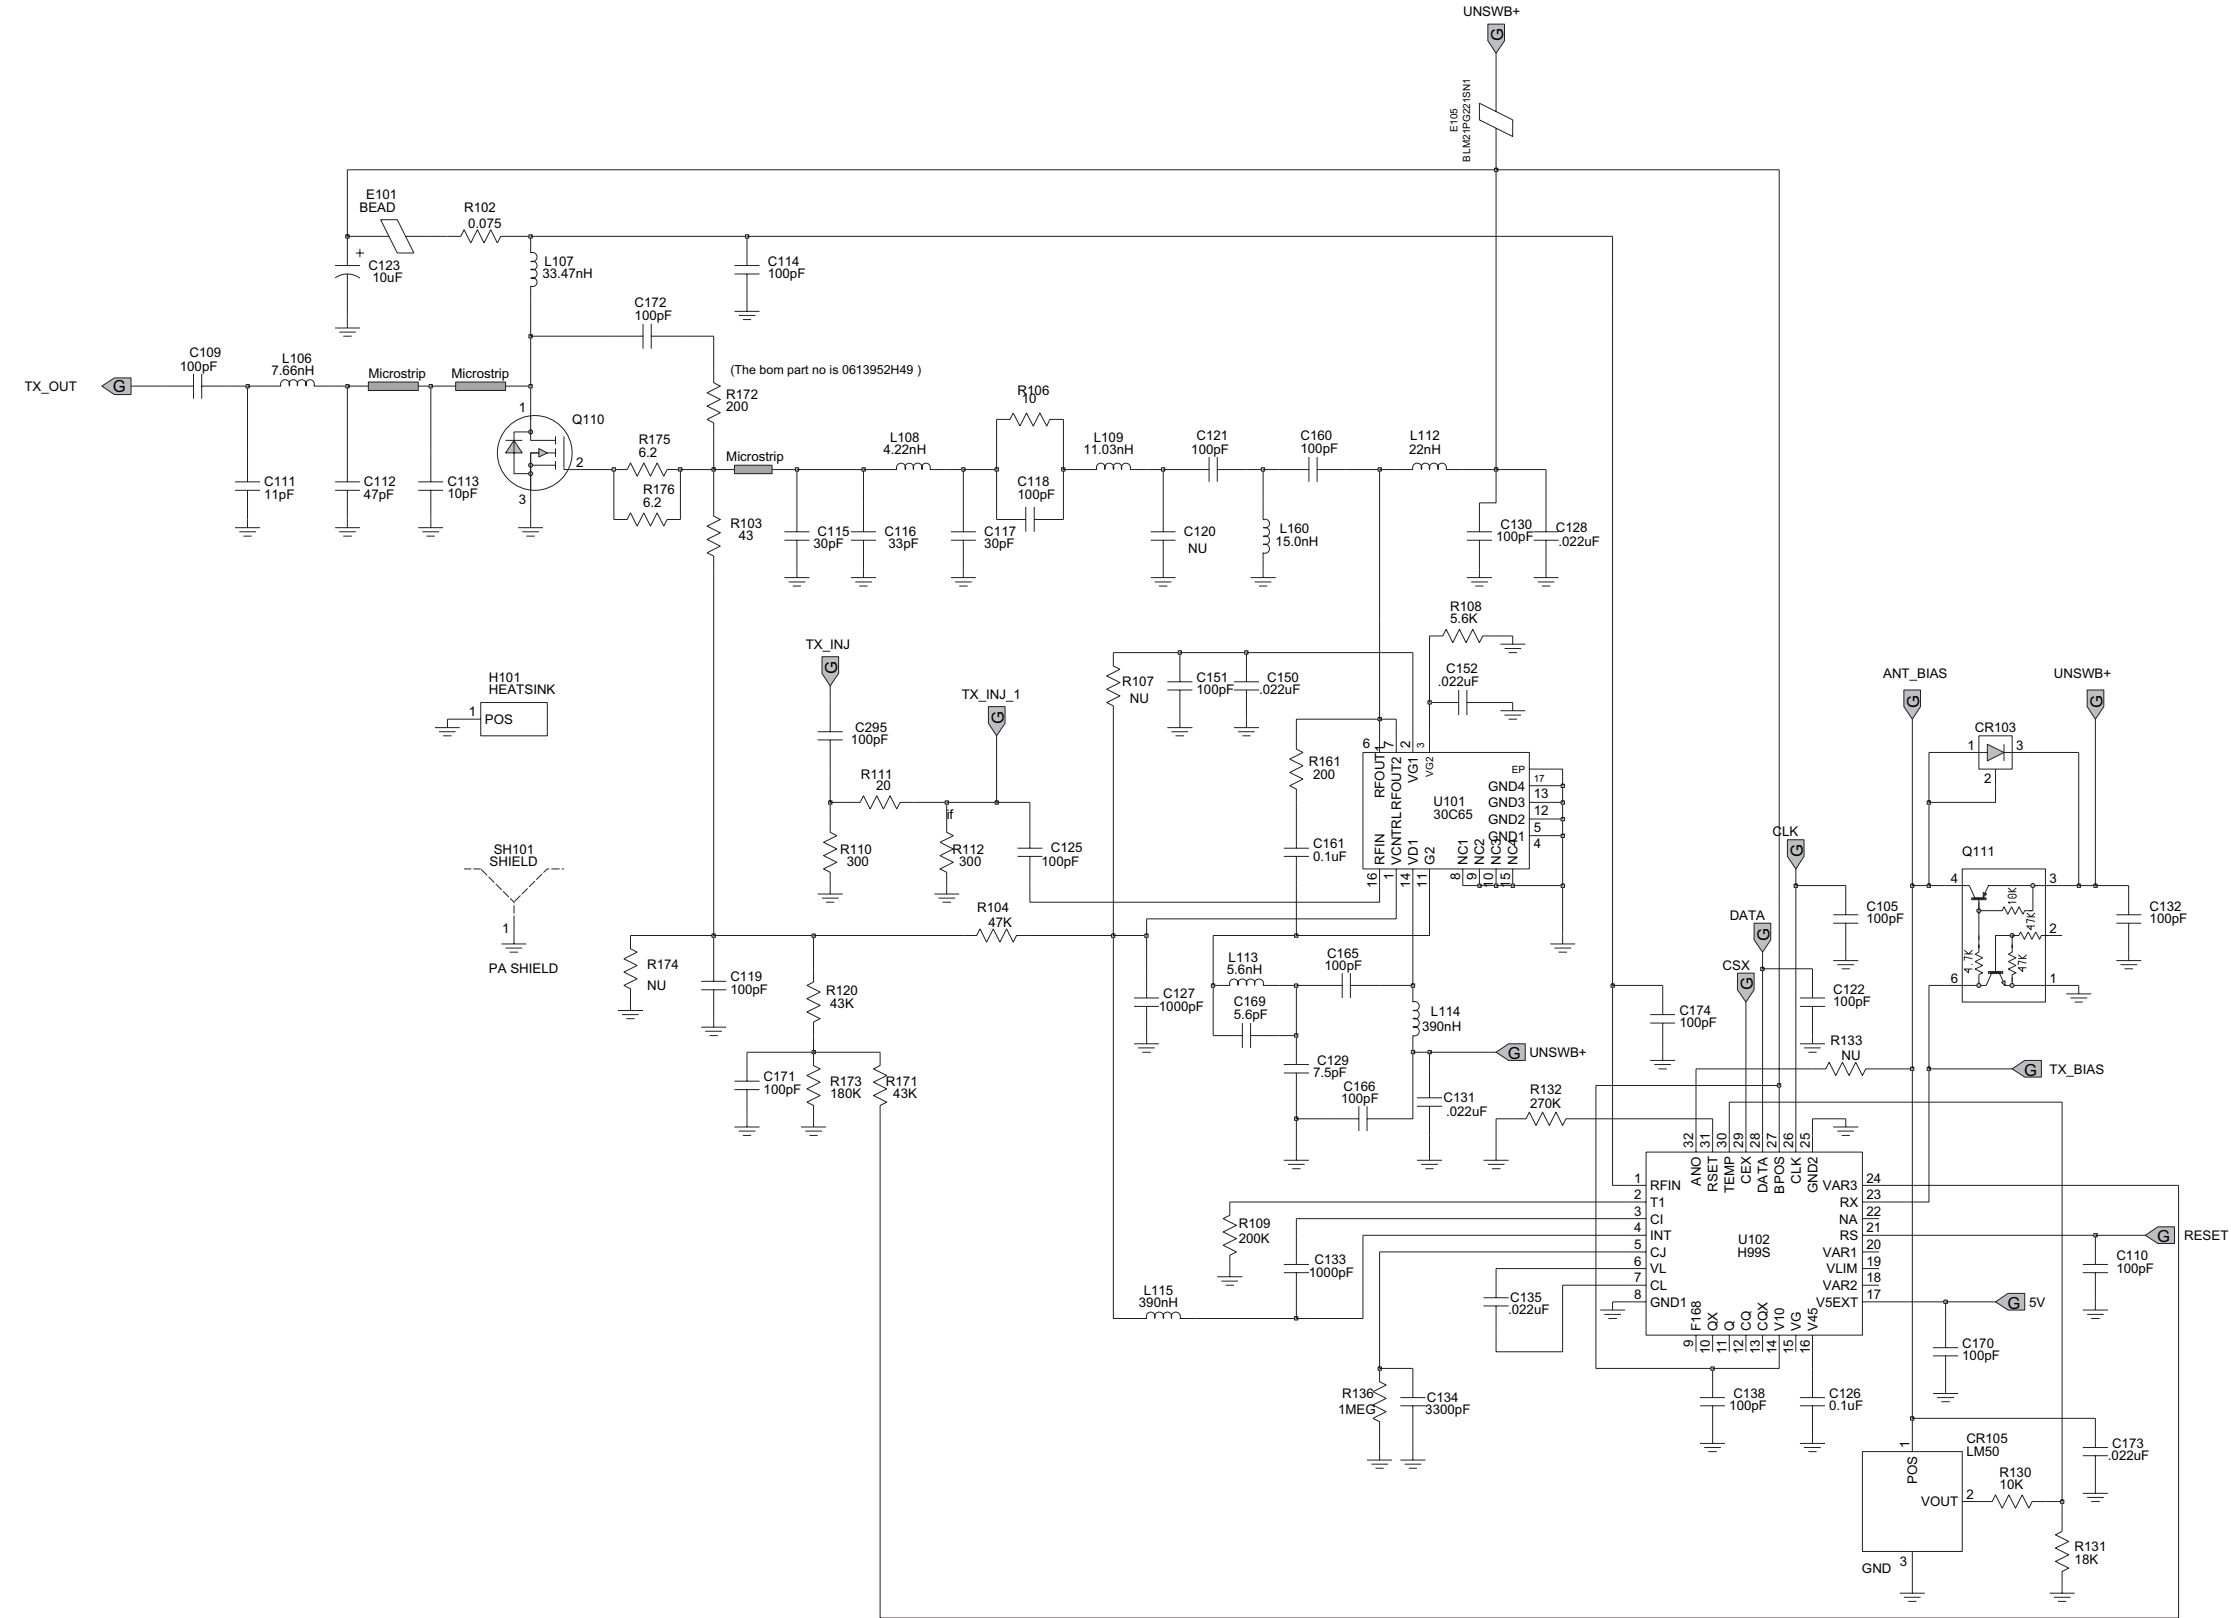 UNSWB+
G
E105
BLM21PG221SN1
E101
BEAD
R102
0.075
C123
10uF
+
L107
33.47nH
C114
100pF
C172
100pF
(The bom part no is 0613952H49 )
C109
100pF
L106
7.66nH
Microstrip
Microstrip
TX_OUT
G
1
Q110
2
3
R172
200
R175
6.2
R176
6.2
Microstrip
L108
4.22nH
R106
10
C118
100pF
L109
11.03nH
C121
100pF
C160
100pF
L112
22nH
C111
11pF
C112
47pF
C113
10pF
R103
43
C115
30pF
C116
33pF
C117
30pF
C120
NU
L160
15.0nH
C130
100pF
C128
.022uF
R108
5.6K
TX_INJ
G
H101
HEATSINK
1
POS
TX_INJ_1
G
R107
NU
C151
100pF
C150
.022uF
C152
.022uF
ANT_BIAS
G
UNSWB+
G
C295
100pF
R111
20
if
R110
300
R112
300
C125
100pF
R161
200
C161
0.1uF
6
7
2
3
RFOUT1
RFOUT2
VG1
VG2
U101
30C65
EP
17
GND4
13
GND3
12
GND2
5
GND1
4
RFIN
VCNTRL
VD1
G2
NC1
NC2
NC3
NC4
16
1
14
11
8
9
10
15
CR103
1
3
2
CLK
G
Q111
4
3
10K
47K
2
4.7K
47K
6
1
C132
100pF
SH101
SHIELD
1
PA SHIELD
R104
47K
DATA
G
C105
100pF
R174
NU
C119
100pF
R120
43K
C127
1000pF
L113
5.6nH
C165
100pF
C169
5.6pF
L114
390nH
CSX
G
C122
100pF
C174
100pF
C171
100pF
R173
180K
R171
43K
C129
7.5pF
C166
100pF
G
UNSWB+
C131
.022uF
R133
NU
G
TX_BIAS
R132
270K
32
31
30
29
28
27
26
25
ANO
RSET
TEMP
CEX
DATA
BPOS
CLK
GND2
1
RFIN
2
T1
3
CI
4
INT
5
CJ
6
VL
7
CL
8
GND1
U102
H99S
VAR3
24
RX
23
NA
22
RS
21
VAR1
20
VLIM
19
VAR2
18
V5EXT
17
F168
QX
Q
CQ
CQX
V10
VG
V45
9
10
11
12
13
14
15
16
G
RESET
C110
100pF
R109
200K
C133
1000pF
L115
390nH
C135
.022uF
G
5V
C170
100pF
R136
1MEG
C134
3300pF
C138
100pF
C126
0.1uF
CR105
LM50
1
POS
VOUT
2
GND
3
R130
10K
C173
.022uF
R131
18K